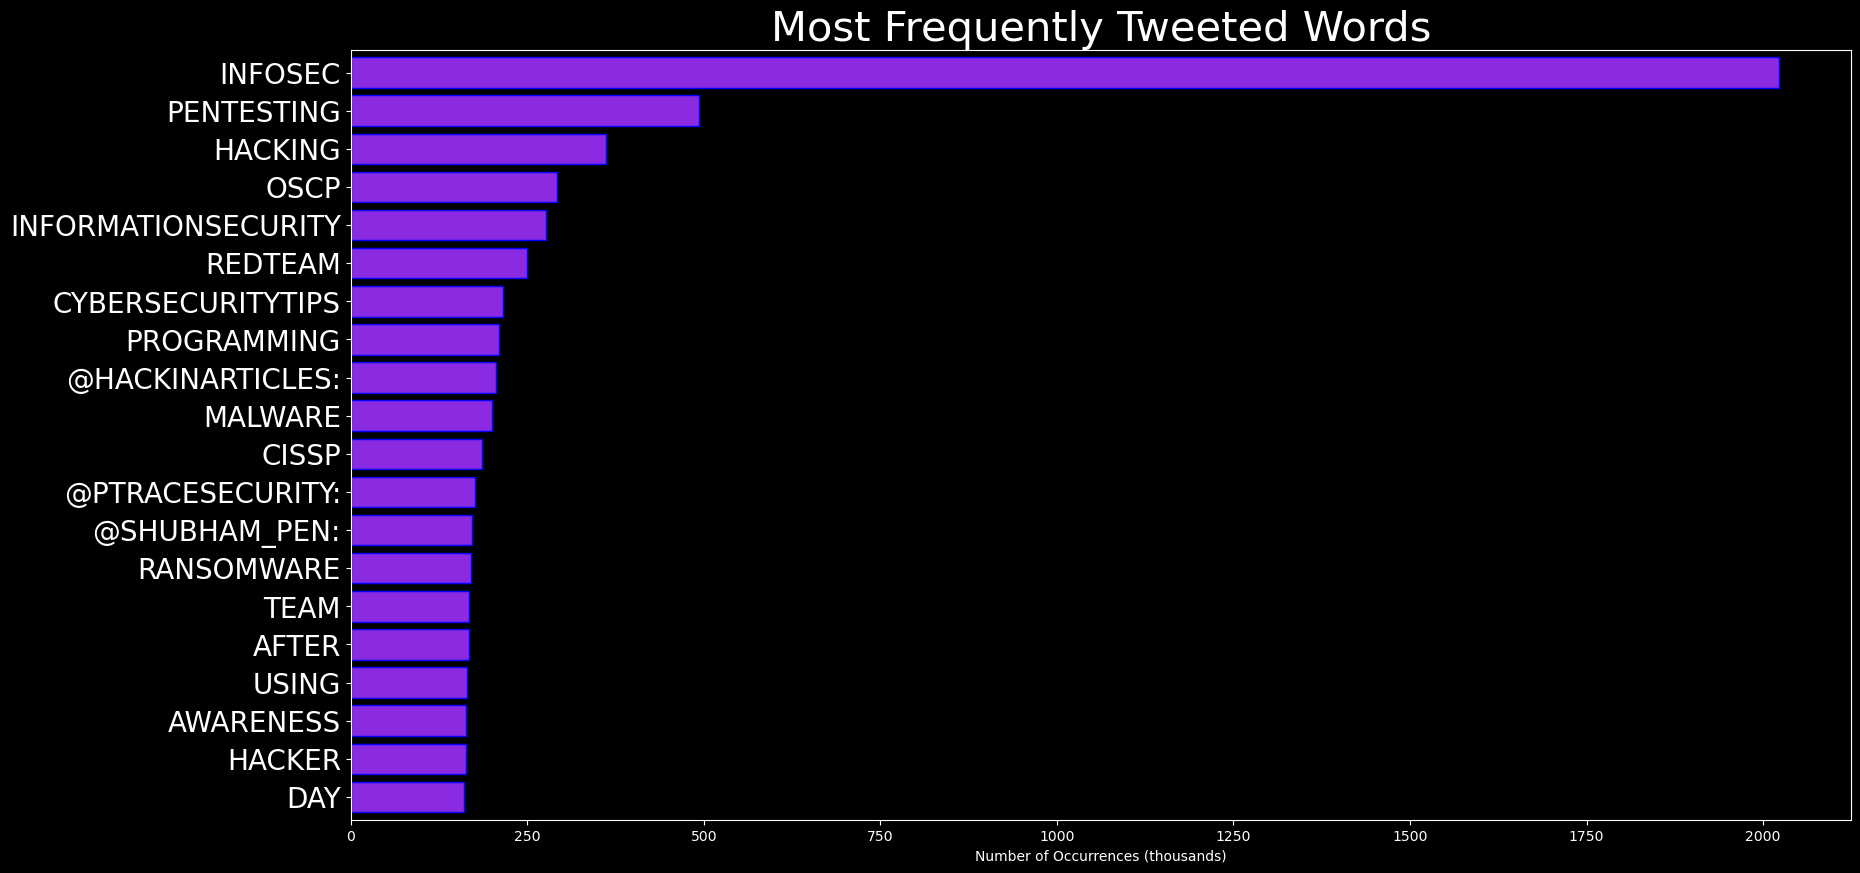 Most Frequently Tweeted Words
INFOSEC
PENTESTING
HACKING
OSCP
INFORMATIONSECURITY
REDTEAM
CYBERSECURITYTIPS
PROGRAMMING
@HACKINARTICLES:
MALWARE
CISSP
@PTRACESECURITY:
@SHUBHAM_PEN:
RANSOMWARE
TEAM
AFTER
USING
AWARENESS
HACKER
DAY
0 250 500 750 1000 1250 1500 1750 2000
Number of Occurrences (thousands)